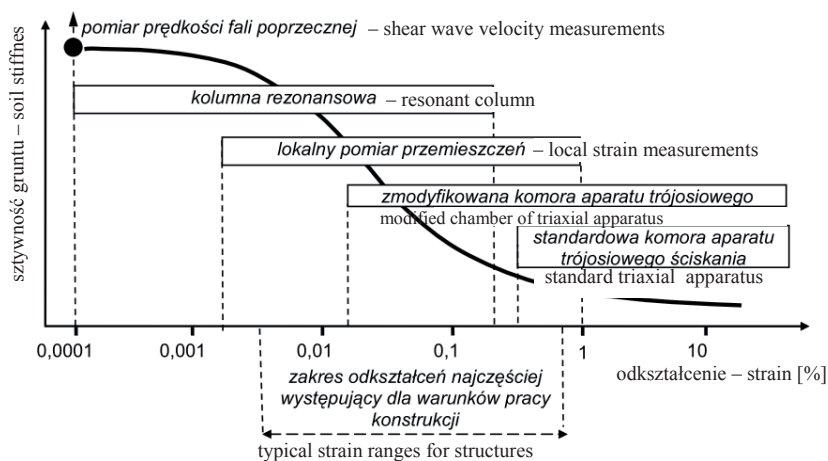 pomiar prędkości fali poprzecznej – shear wave velocity measurements
sztywność gruntu – soil stiffnes
kolumna rezonansowa – resonant column
lokalny pomiar przemieszczeń – local strain measurements
zmodyfikowana komora aparatu trójosiowego
modified chamber of triaxial apparatus
standardowa komora aparatu
trójosiowego ściskania
standard triaxial apparatus
0,0001 0,001 0,01 0,1 1 10
odkształcenie – strain [%]
zakres odkształceń najczęściej
występujący dla warunków pracy
konstrukcji
typical strain ranges for structures